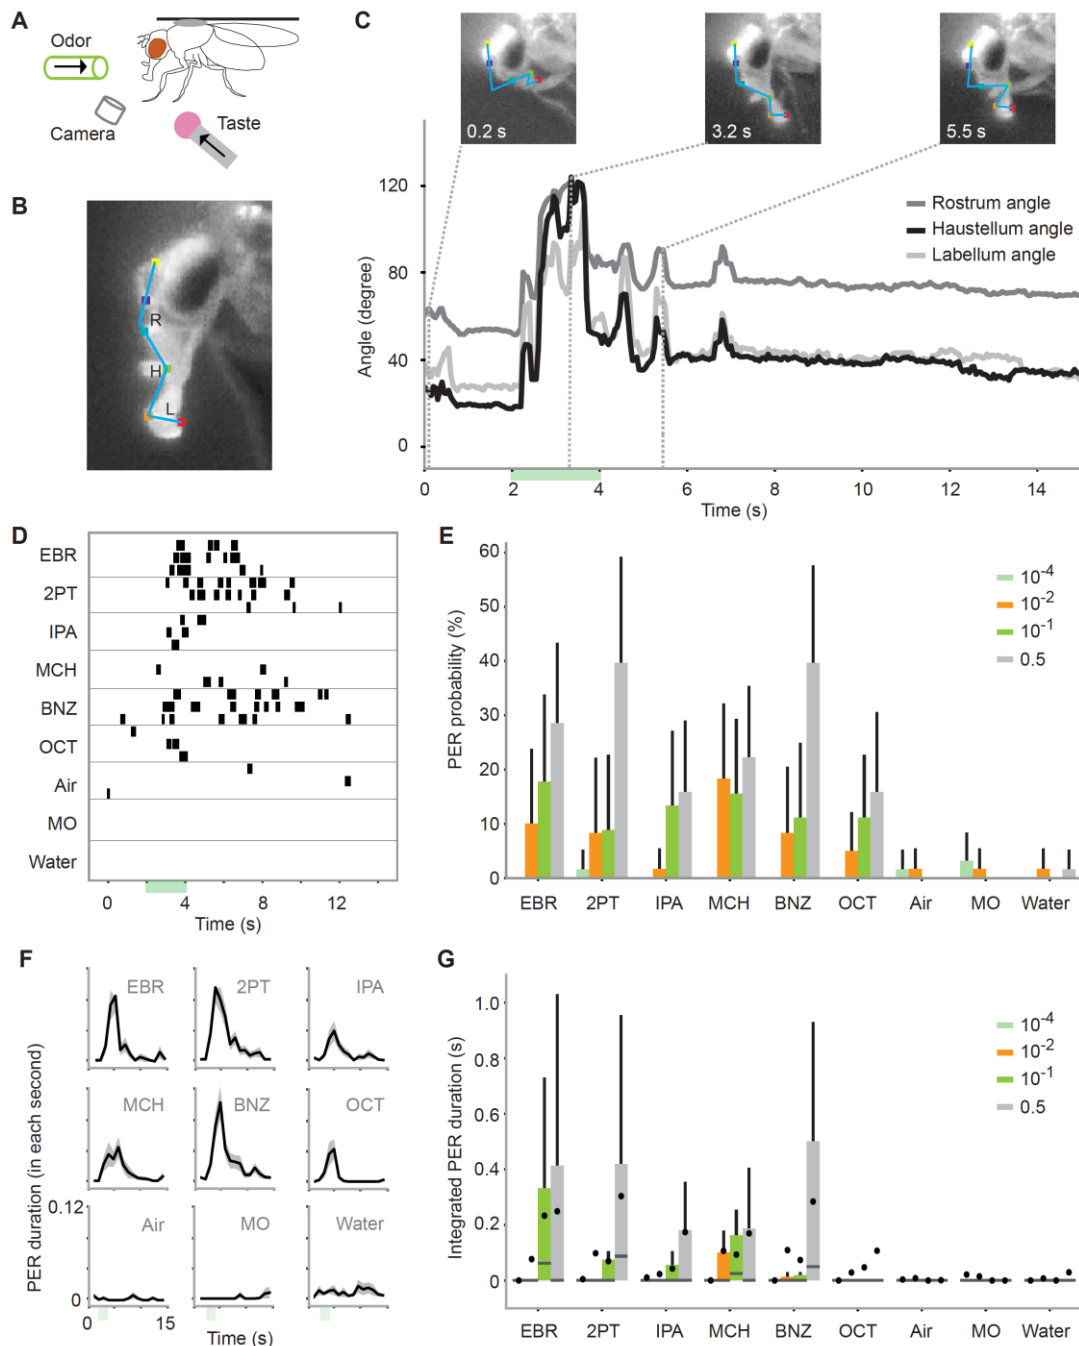 A
Odor
Camera
Taste
B
R
H
L
C
0.2 s
3.2 s
5.5 s
Rostrum angle
Haustellum angle
Labellum angle
Angle (degree)
120
80
40
0
0 2 4 6 8 10 12 14
Time (s)
D
EBR
2PT
IPA
MCH
BNZ
OCT
Air
MO
Water
0 4 8 12
Time (s)
E
PER probability (%)
60
50
40
30
20
10
0
10⁻⁴
10⁻²
10⁻¹
0.5
EBR 2PT IPA MCH BNZ OCT Air MO Water
F
PER duration (in each second)
EBR 2PT IPA
MCH BNZ OCT
0.12
Air MO Water
0
0 15
Time (s)
G
Integrated PER duration (s)
1.0
0.8
0.6
0.4
0.2
0
10⁻⁴
10⁻²
10⁻¹
0.5
EBR 2PT IPA MCH BNZ OCT Air MO Water